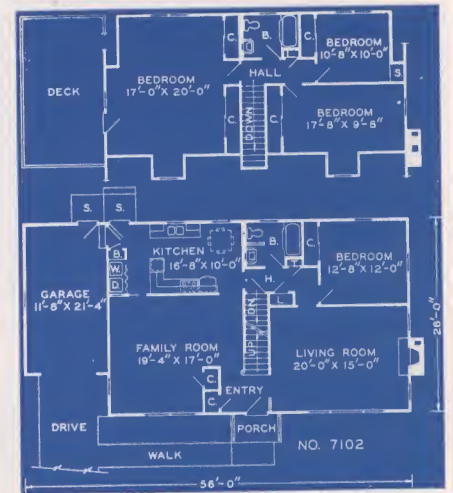 C.
B.
C.
BEDROOM
10'-8" X 10'-0"
BEDROOM
17'-0" X 20'-0"
HALL
S.
DECK
C.
DOWN
C.
BEDROOM
17'-8" X 9'-8"
S.
S.
B.
W.
D.
KITCHEN
16'-8" X 10'-0"
B.
C.
BEDROOM
12'-8" X 12'-0"
H.
GARAGE
11'-8" X 21'-4"
UP
DN
28'-0"
FAMILY ROOM
19'-4" X 17'-0"
LIVING ROOM
20'-0" X 15'-0"
C.
C.
ENTRY
DRIVE
PORCH
NO. 7102
WALK
56'-0"